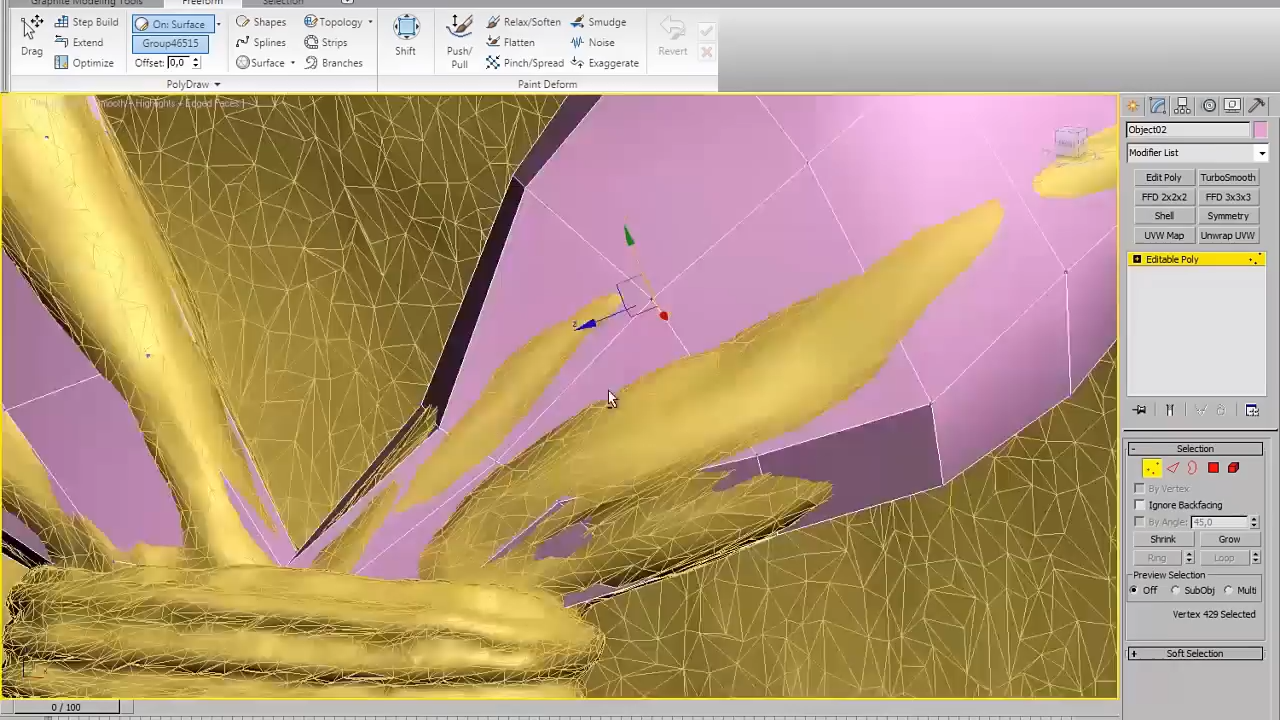 Graphite Modeling Tools Freeform Selection
Step Build On: Surface Shapes Topology Relax/Soften Smudge
Drag Extend Group46515 Splines Strips Shift Push/ Flatten Noise Revert
Optimize Offset: 0,0 Surface Branches Pull Pinch/Spread Exaggerate
PolyDraw Paint Deform
Smooth + Highlights + Edged Faces ]
Object02
Modifier List
Edit Poly TurboSmooth
FFD 2x2x2 FFD 3x3x3
Shell Symmetry
UVW Map Unwrap UVW
Editable Poly
z
- Selection
By Vertex
Ignore Backfacing
By Angle: 45,0
Shrink Grow
Ring Loop
Preview Selection
Off SubObj Multi
Vertex 429 Selected
+ Soft Selection
0 / 100